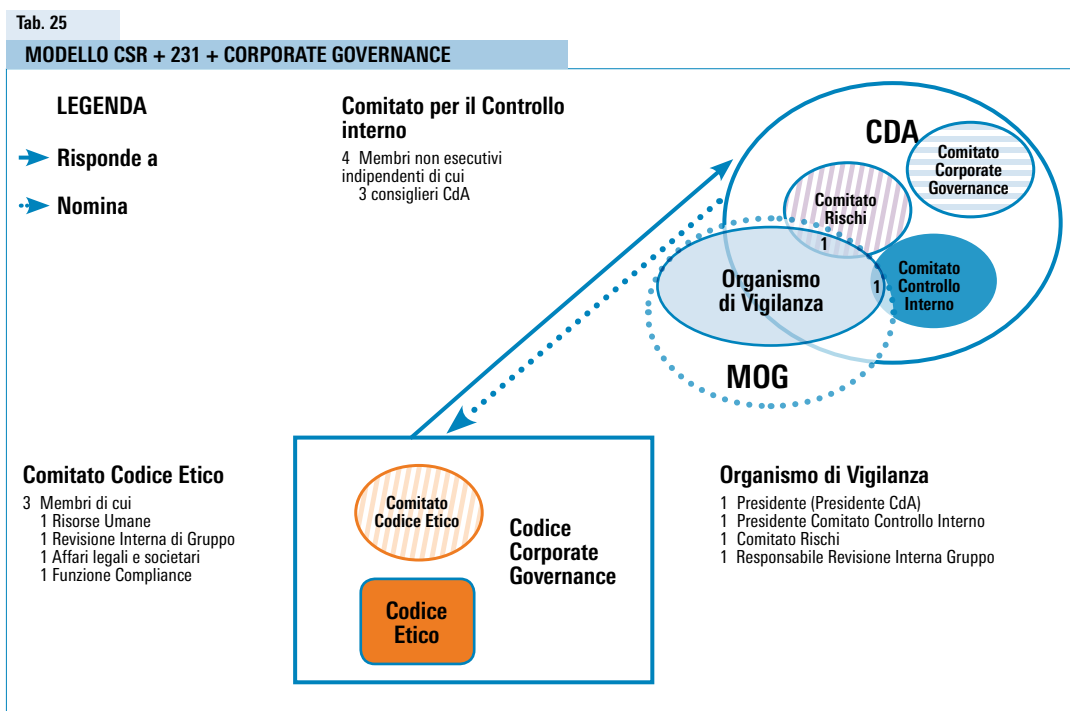 Tab. 25
MODELLO CSR + 231 + CORPORATE GOVERNANCE
LEGENDA
Risponde a
Nomina
Comitato per il Controllo
interno
4 Membri non esecutivi
indipendenti di cui
3 consiglieri CdA
CDA
Comitato
Corporate
Governance
Comitato
Rischi
1
Organismo
di Vigilanza
1
Comitato
Controllo
Interno
MOG
Comitato Codice Etico
3 Membri di cui
1 Risorse Umane
1 Revisione Interna di Gruppo
1 Affari legali e societari
1 Funzione Compliance
Comitato
Codice Etico
Codice
Corporate
Governance
Codice
Etico
Organismo di Vigilanza
1 Presidente (Presidente CdA)
1 Presidente Comitato Controllo Interno
1 Comitato Rischi
1 Responsabile Revisione Interna Gruppo